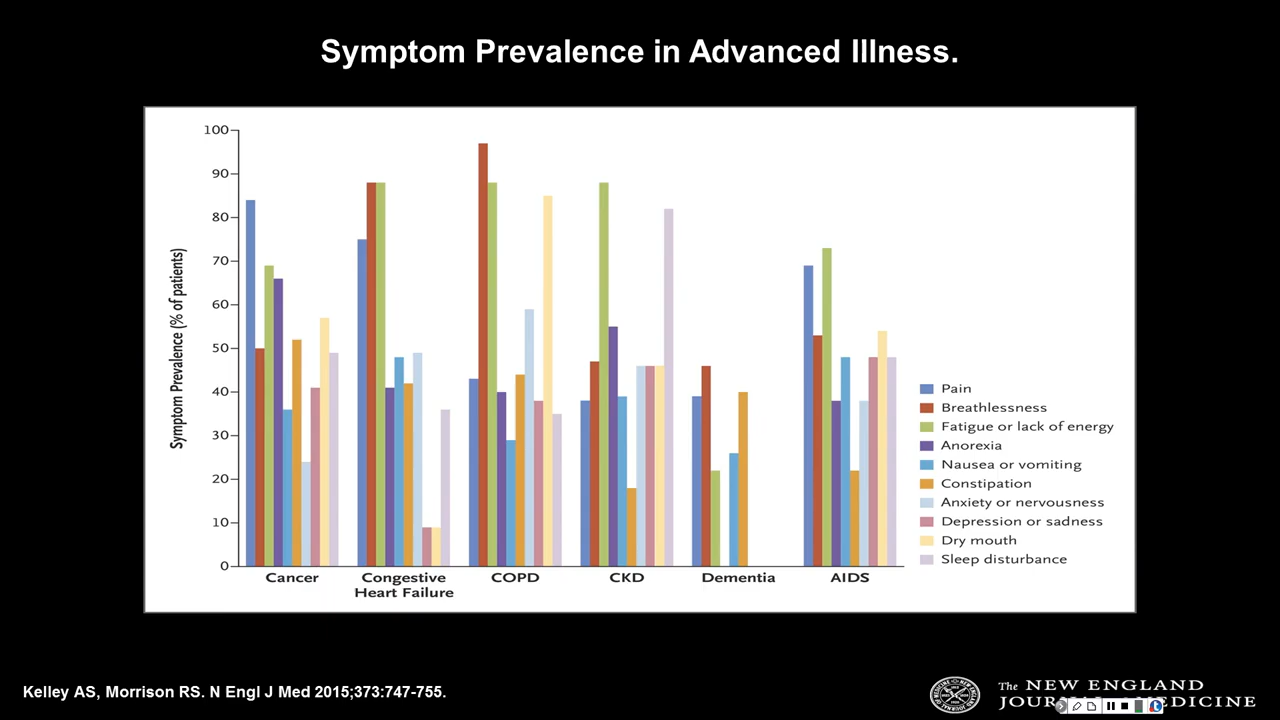 Symptom Prevalence in Advanced Illness.
Symptom Prevalence (% of patients)
100
90
80
70
60
50
40
30
20
10
0
Cancer
Congestive
Heart Failure
COPD
CKD
Dementia
AIDS
Pain
Breathlessness
Fatigue or lack of energy
Anorexia
Nausea or vomiting
Constipation
Anxiety or nervousness
Depression or sadness
Dry mouth
Sleep disturbance
Kelley AS, Morrison RS. N Engl J Med 2015;373:747-755.
The NEW ENGLAND
JOURNAL of MEDICINE